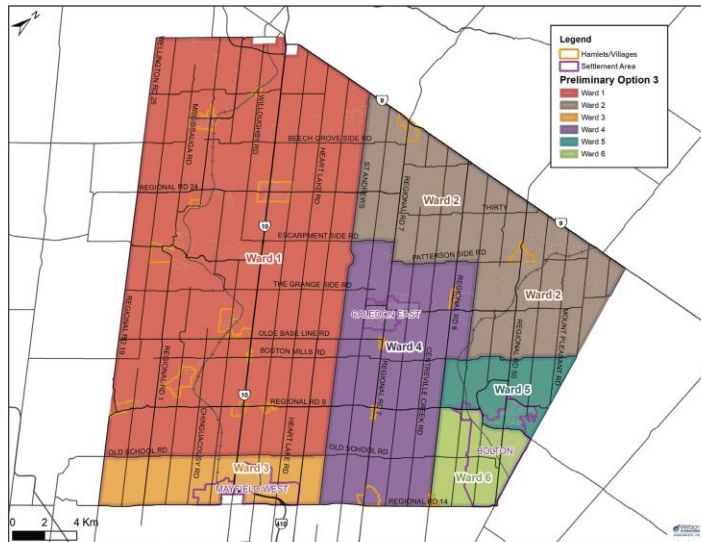 Legend
Hamlets/Villages
Settlement Area
Preliminary Option 3
Ward 1
Ward 2
Ward 3
Ward 4
Ward 5
Ward 6
N
WELLINGTON RD 25
MISSISSAUGA RD
WILLOUGHBY RD
HEART LAKE RD
9
BEECH GROVE SIDE RD
ST ANDREWS
REGIONAL RD 7
REGIONAL RD 24
Ward 2
THIRTY
9
10
ESCARPMENT SIDE RD
Ward 1
PATTERSON SIDE RD
THE GRANGE SIDE RD
REGIONAL RD 8
Ward 2
REGIONAL RD 19
CALEDON EAST
OLDE BASE LINE RD
Ward 4
BOSTON MILLS RD
REGIONAL RD 50
MOUNT PLEASANT RD
REGIONAL RD 1
REGIONAL RD 7
CENTREVILLE CREEK RD
Ward 5
10
REGIONAL RD 9
CHINGUACOUSY RD
HEART LAKE RD
OLD SCHOOL RD
OLD SCHOOL RD
BOLTON
Ward 3
Ward 6
MAYFIELD WEST
REGIONAL RD 14
410
0 2 4 Km
Watson